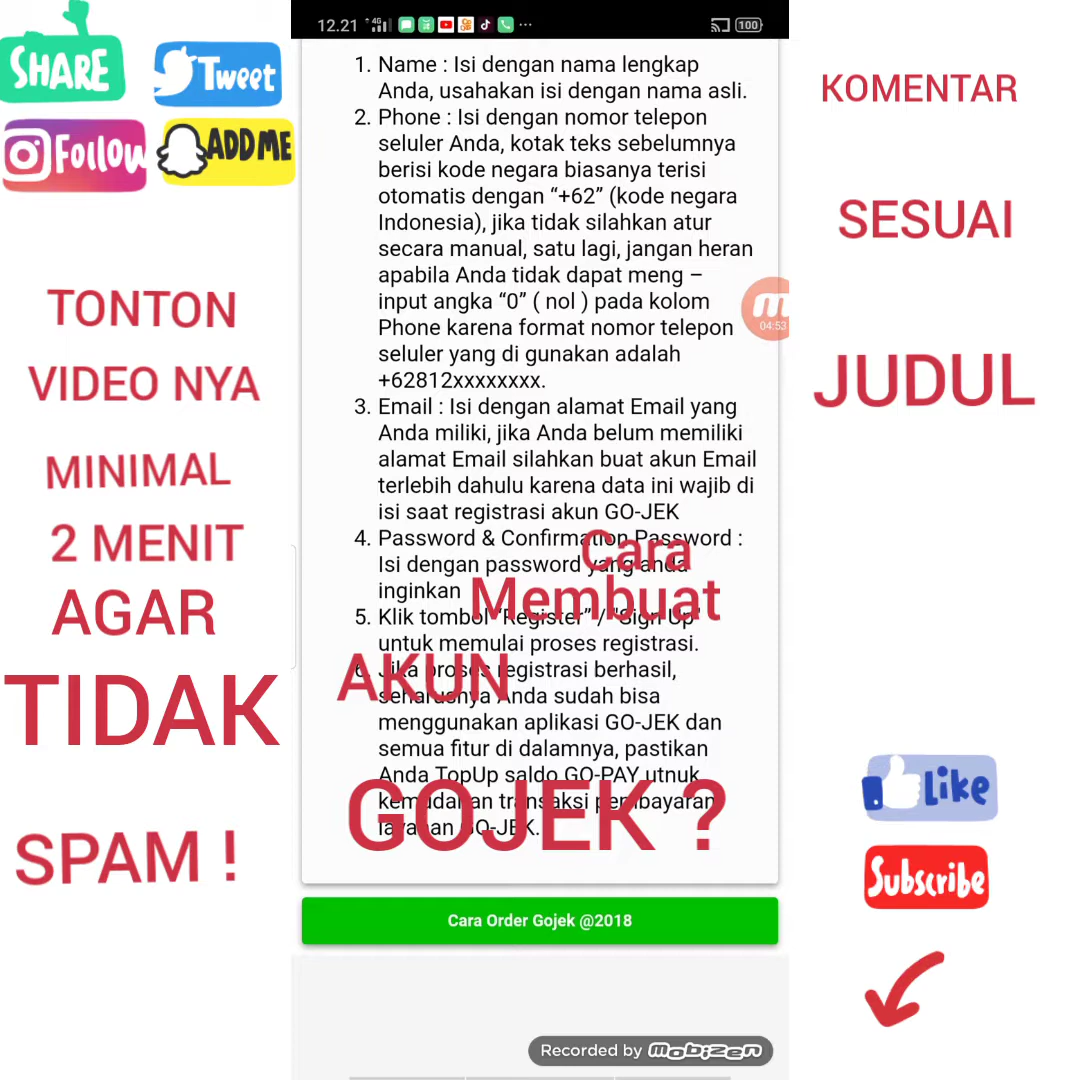 12.21 4G 100
SHARE
Tweet
Follow
ADD ME
TONTON
VIDEO NYA
MINIMAL
2 MENIT
AGAR
TIDAK
SPAM !
1. Name : Isi dengan nama lengkap
Anda, usahakan isi dengan nama asli.
2. Phone : Isi dengan nomor telepon
seluler Anda, kotak teks sebelumnya
berisi kode negara biasanya terisi
otomatis dengan “+62” (kode negara
Indonesia), jika tidak silahkan atur
secara manual, satu lagi, jangan heran
apabila Anda tidak dapat meng –
input angka “0” ( nol ) pada kolom
Phone karena format nomor telepon
seluler yang di gunakan adalah
+62812xxxxxxxx.
3. Email : Isi dengan alamat Email yang
Anda miliki, jika Anda belum memiliki
alamat Email silahkan buat akun Email
terlebih dahulu karena data ini wajib di
isi saat registrasi akun GO-JEK
4. Password & Confirmation Password :
Isi dengan password yang anda
inginkan
5. Klik tombol “Register” / "Sign Up"
untuk memulai proses registrasi.
6. Jika proses registrasi berhasil,
seharusnya Anda sudah bisa
menggunakan aplikasi GO-JEK dan
semua fitur di dalamnya, pastikan
Anda TopUp saldo GO-PAY utnuk
kemudahan transaksi pembayaran
layanan GO-JEK.
Cara
Membuat
AKUN
GOJEK ?
m
04:53
Cara Order Gojek @2018
Recorded by mobizen
KOMENTAR
SESUAI
JUDUL
Like
Subscribe